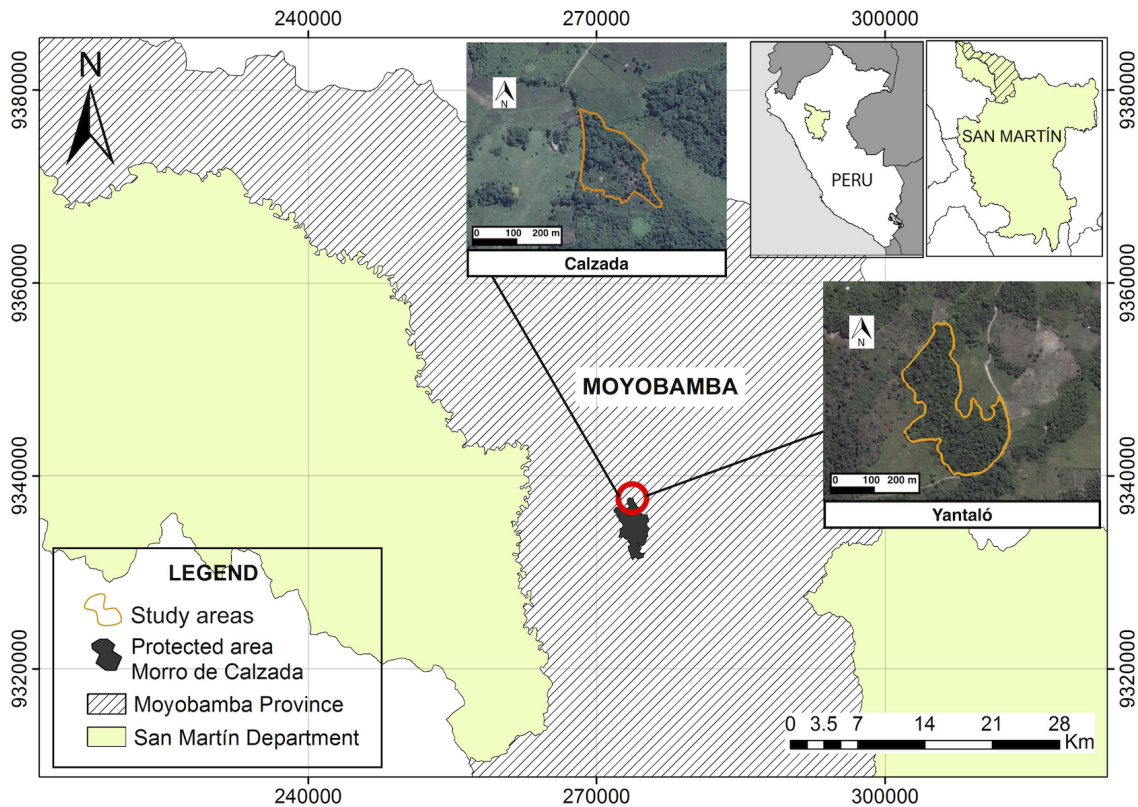 240000
270000
300000
9380000
9360000
9340000
9320000
N
N
0 100 200 m
Calzada
PERU
SAN MARTÍN
9380000
9360000
9340000
9320000
N
0 100 200 m
Yantaló
MOYOBAMBA
LEGEND
Study areas
Protected area
Morro de Calzada
Moyobamba Province
San Martín Department
0 3.5 7 14 21 28
Km
240000
270000
300000